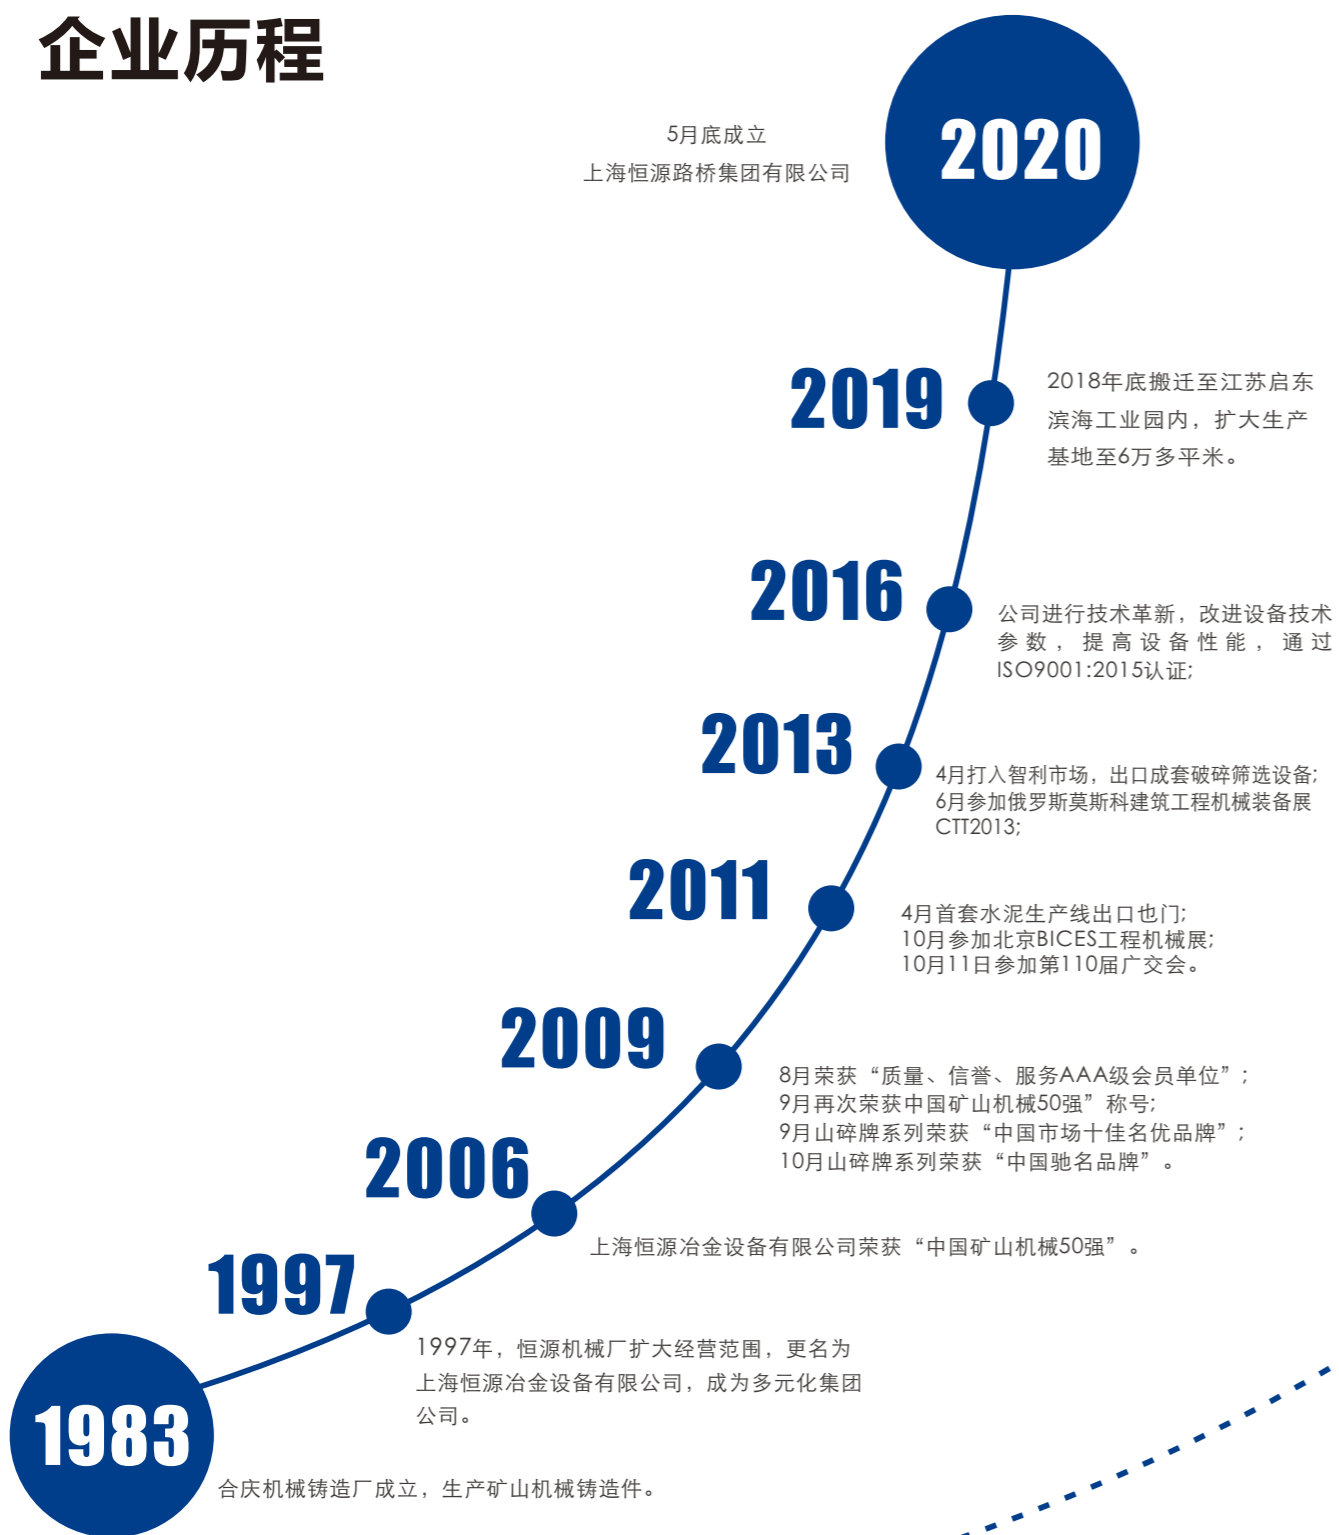 企业历程
2020
5月底成立
上海恒源路桥集团有限公司
2019
2018年底搬迁至江苏启东
滨海工业园内，扩大生产
基地至6万多平米。
2016
公司进行技术革新，改进设备技术
参数，提高设备性能，通过
ISO9001:2015认证;
2013
4月打入智利市场，出口成套破碎筛选设备;
6月参加俄罗斯莫斯科建筑工程机械装备展
CTT2013;
2011
4月首套水泥生产线出口也门;
10月参加北京BICES工程机械展;
10月11日参加第110届广交会。
2009
8月荣获“质量、信誉、服务AAA级会员单位”;
9月再次荣获中国矿山机械50强”称号;
9月山碎牌系列荣获“中国市场十佳名优品牌”;
10月山碎牌系列荣获“中国驰名品牌”。
2006
上海恒源冶金设备有限公司荣获“中国矿山机械50强”。
1997
1997年，恒源机械厂扩大经营范围，更名为
上海恒源冶金设备有限公司，成为多元化集团
公司。
1983
合庆机械铸造厂成立，生产矿山机械铸造件。